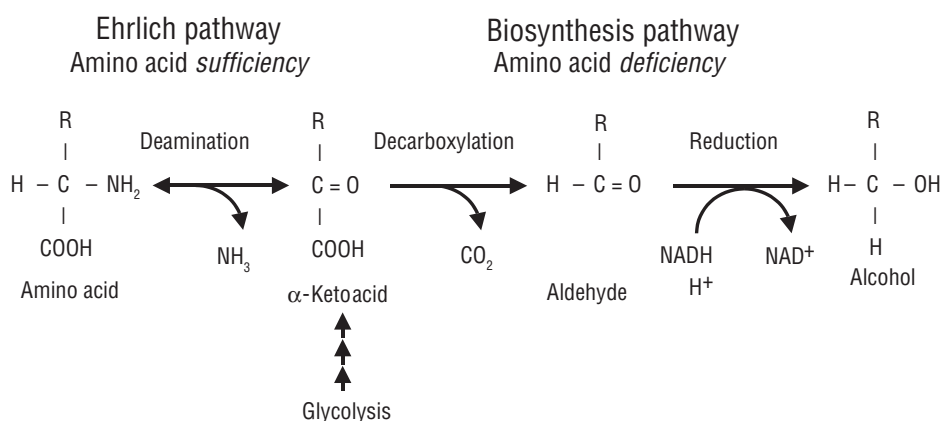 Ehrlich pathway
Amino acid sufficiency
Biosynthesis pathway
Amino acid deficiency
R
Deamination
R
Decarboxylation
R
Reduction
R
H – C – NH₂
C = O
H – C = O
H – C – OH
COOH
NH₃
COOH
CO₂
NADH
H⁺
NAD⁺
H
Amino acid
α-Ketoacid
Aldehyde
Alcohol
Glycolysis